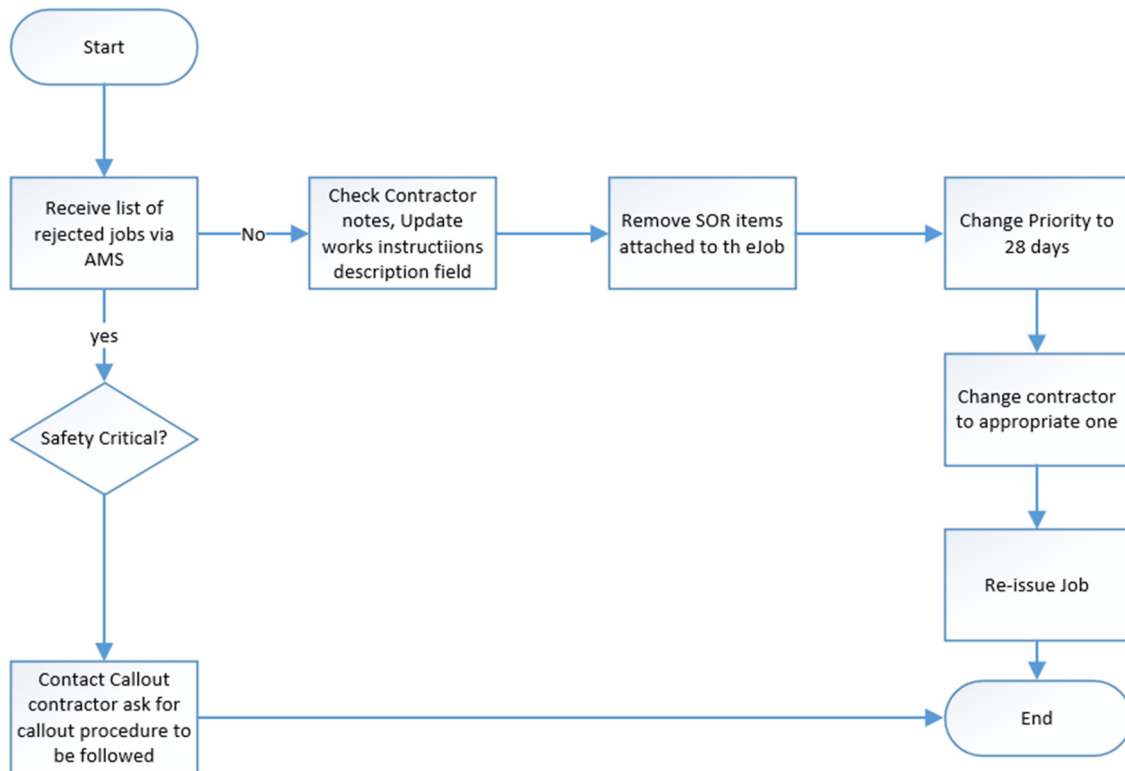 Start
Receive list of
rejected jobs via
AMS
No
Check Contractor
notes, Update
works instructiions
description field
Remove SOR items
attached to th eJob
Change Priority to
28 days
yes
Change contractor
to appropriate one
Safety Critical?
Re-issue Job
Contact Callout
contractor ask for
callout procedure to
be followed
End